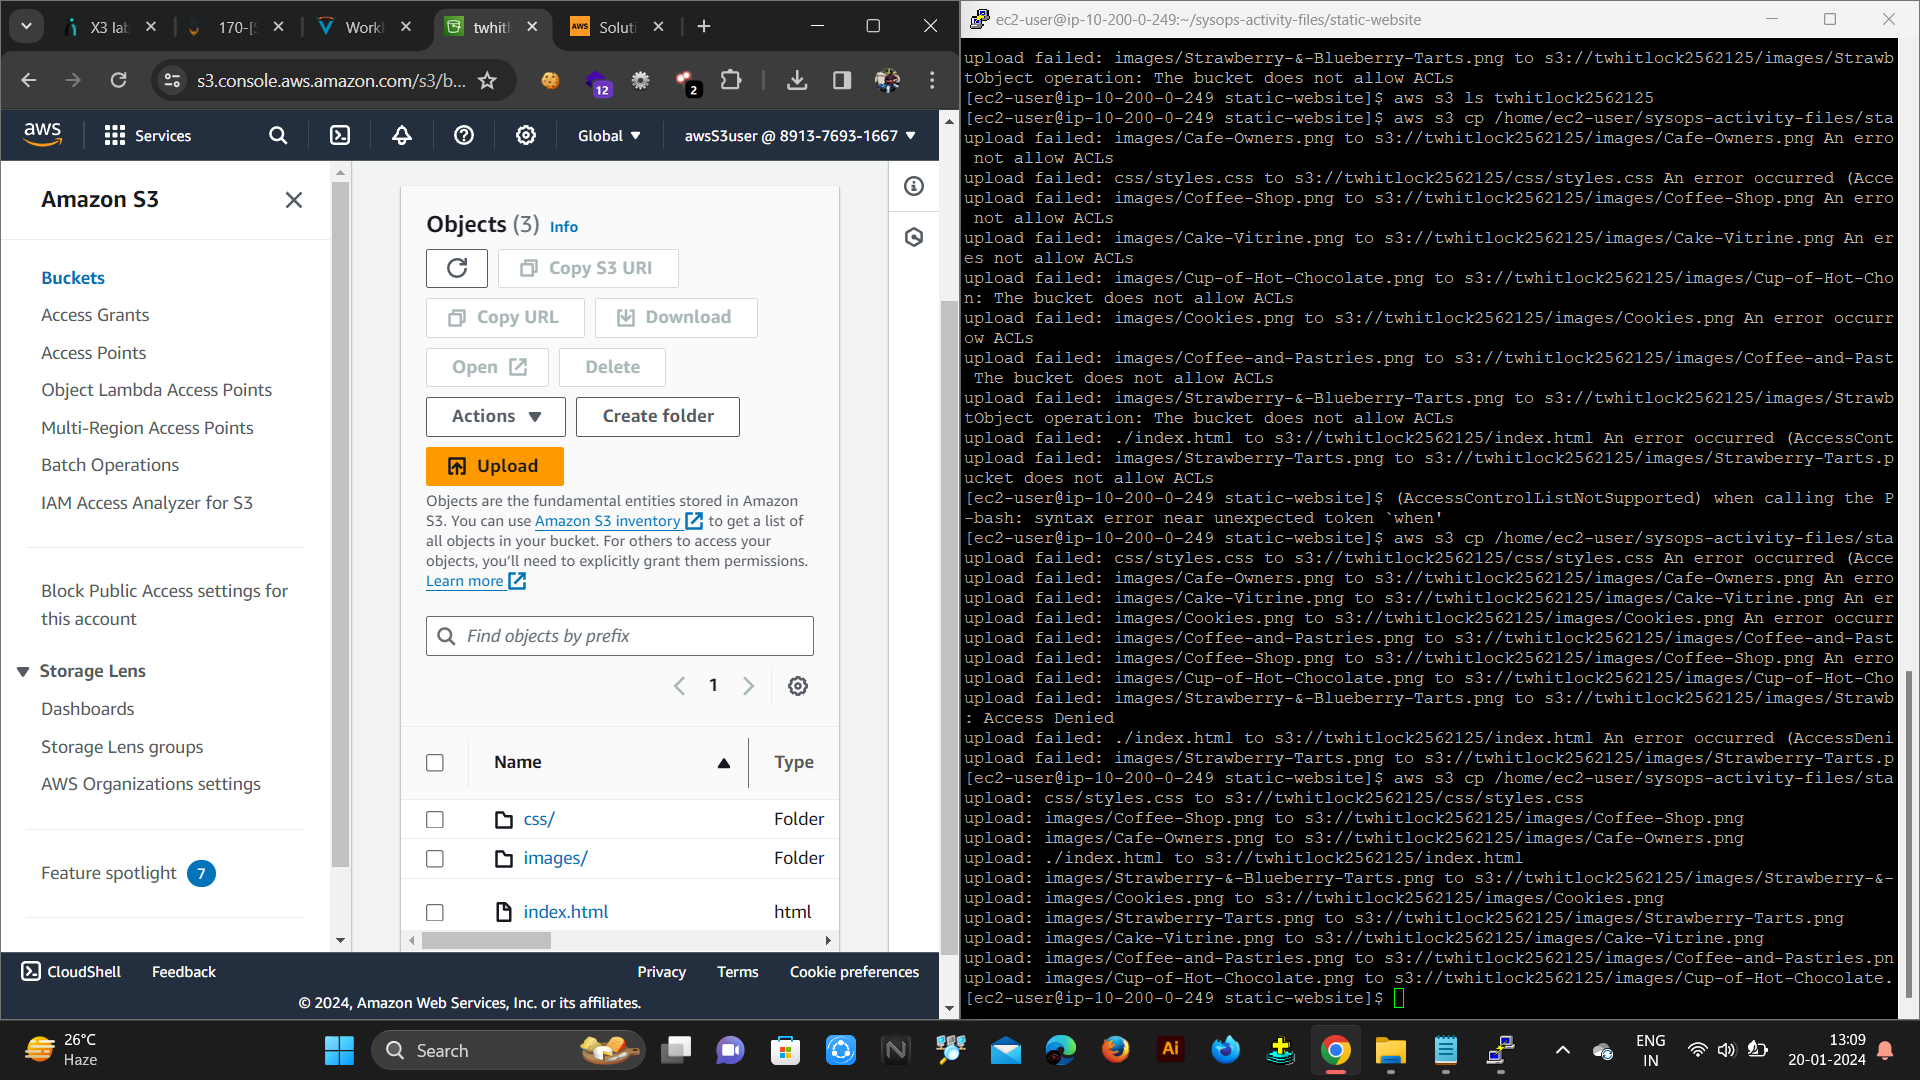 X3 lab
170-[S
Workb
twhitl
Soluti
s3.console.aws.amazon.com/s3/b...
12
2
aws
Services
Global
awsS3user @ 8913-7693-1667
Amazon S3
Buckets
Access Grants
Access Points
Object Lambda Access Points
Multi-Region Access Points
Batch Operations
IAM Access Analyzer for S3
Block Public Access settings for
this account
Storage Lens
Dashboards
Storage Lens groups
AWS Organizations settings
Feature spotlight 7
Objects (3) Info
Copy S3 URI
Copy URL
Download
Open
Delete
Actions
Create folder
Upload
Objects are the fundamental entities stored in Amazon
S3. You can use Amazon S3 inventory to get a list of
all objects in your bucket. For others to access your
objects, you'll need to explicitly grant them permissions.
Learn more
Find objects by prefix
1
Name Type
css/ Folder
images/ Folder
index.html html
CloudShell Feedback Privacy Terms Cookie preferences
© 2024, Amazon Web Services, Inc. or its affiliates.
ec2-user@ip-10-200-0-249:~/sysops-activity-files/static-website
upload failed: images/Strawberry-&-Blueberry-Tarts.png to s3://twhitlock2562125/images/Strawb
tObject operation: The bucket does not allow ACLs
[ec2-user@ip-10-200-0-249 static-website]$ aws s3 ls twhitlock2562125
[ec2-user@ip-10-200-0-249 static-website]$ aws s3 cp /home/ec2-user/sysops-activity-files/sta
upload failed: images/Cafe-Owners.png to s3://twhitlock2562125/images/Cafe-Owners.png An erro
not allow ACLs
upload failed: css/styles.css to s3://twhitlock2562125/css/styles.css An error occurred (Acce
upload failed: images/Coffee-Shop.png to s3://twhitlock2562125/images/Coffee-Shop.png An erro
not allow ACLs
upload failed: images/Cake-Vitrine.png to s3://twhitlock2562125/images/Cake-Vitrine.png An er
es not allow ACLs
upload failed: images/Cup-of-Hot-Chocolate.png to s3://twhitlock2562125/images/Cup-of-Hot-Cho
n: The bucket does not allow ACLs
upload failed: images/Cookies.png to s3://twhitlock2562125/images/Cookies.png An error occurr
ow ACLs
upload failed: images/Coffee-and-Pastries.png to s3://twhitlock2562125/images/Coffee-and-Past
The bucket does not allow ACLs
upload failed: images/Strawberry-&-Blueberry-Tarts.png to s3://twhitlock2562125/images/Strawb
tObject operation: The bucket does not allow ACLs
upload failed: ./index.html to s3://twhitlock2562125/index.html An error occurred (AccessCont
upload failed: images/Strawberry-Tarts.png to s3://twhitlock2562125/images/Strawberry-Tarts.p
ucket does not allow ACLs
[ec2-user@ip-10-200-0-249 static-website]$ (AccessControlListNotSupported) when calling the P
-bash: syntax error near unexpected token `when'
[ec2-user@ip-10-200-0-249 static-website]$ aws s3 cp /home/ec2-user/sysops-activity-files/sta
upload failed: css/styles.css to s3://twhitlock2562125/css/styles.css An error occurred (Acce
upload failed: images/Cafe-Owners.png to s3://twhitlock2562125/images/Cafe-Owners.png An erro
upload failed: images/Cake-Vitrine.png to s3://twhitlock2562125/images/Cake-Vitrine.png An er
upload failed: images/Cookies.png to s3://twhitlock2562125/images/Cookies.png An error occurr
upload failed: images/Coffee-and-Pastries.png to s3://twhitlock2562125/images/Coffee-and-Past
upload failed: images/Coffee-Shop.png to s3://twhitlock2562125/images/Coffee-Shop.png An erro
upload failed: images/Cup-of-Hot-Chocolate.png to s3://twhitlock2562125/images/Cup-of-Hot-Cho
upload failed: images/Strawberry-&-Blueberry-Tarts.png to s3://twhitlock2562125/images/Strawb
: Access Denied
upload failed: ./index.html to s3://twhitlock2562125/index.html An error occurred (AccessDeni
upload failed: images/Strawberry-Tarts.png to s3://twhitlock2562125/images/Strawberry-Tarts.p
[ec2-user@ip-10-200-0-249 static-website]$ aws s3 cp /home/ec2-user/sysops-activity-files/sta
upload: css/styles.css to s3://twhitlock2562125/css/styles.css
upload: images/Coffee-Shop.png to s3://twhitlock2562125/images/Coffee-Shop.png
upload: images/Cafe-Owners.png to s3://twhitlock2562125/images/Cafe-Owners.png
upload: ./index.html to s3://twhitlock2562125/index.html
upload: images/Strawberry-&-Blueberry-Tarts.png to s3://twhitlock2562125/images/Strawberry-&-
upload: images/Cookies.png to s3://twhitlock2562125/images/Cookies.png
upload: images/Strawberry-Tarts.png to s3://twhitlock2562125/images/Strawberry-Tarts.png
upload: images/Cake-Vitrine.png to s3://twhitlock2562125/images/Cake-Vitrine.png
upload: images/Coffee-and-Pastries.png to s3://twhitlock2562125/images/Coffee-and-Pastries.pn
upload: images/Cup-of-Hot-Chocolate.png to s3://twhitlock2562125/images/Cup-of-Hot-Chocolate.
[ec2-user@ip-10-200-0-249 static-website]$
26°C
Haze
Search
Ai
ENG
IN
13:09
20-01-2024